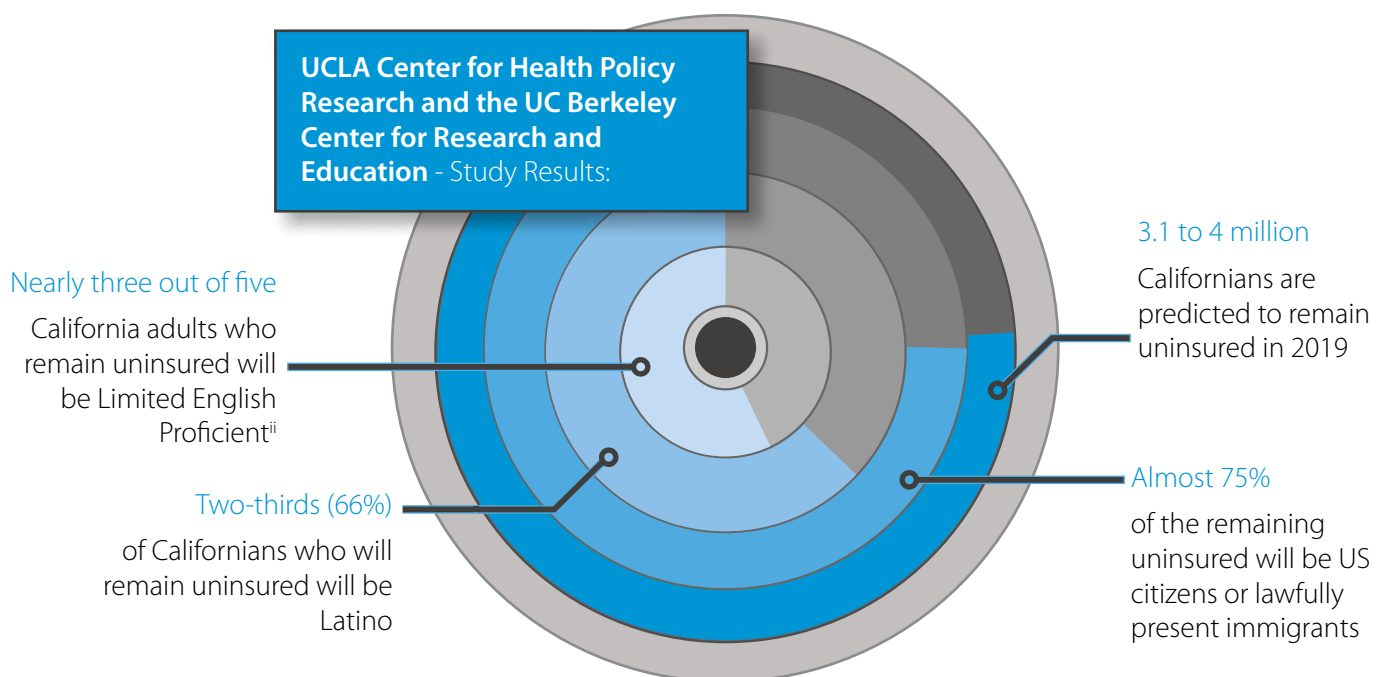 UCLA Center for Health Policy
Research and the UC Berkeley
Center for Research and
Education - Study Results:
Nearly three out of five
California adults who
remain uninsured will
be Limited English
Proficientii
Two-thirds (66%)
of Californians who will
remain uninsured will be
Latino
3.1 to 4 million
Californians are
predicted to remain
uninsured in 2019
Almost 75%
of the remaining
uninsured will be US
citizens or lawfully
present immigrants